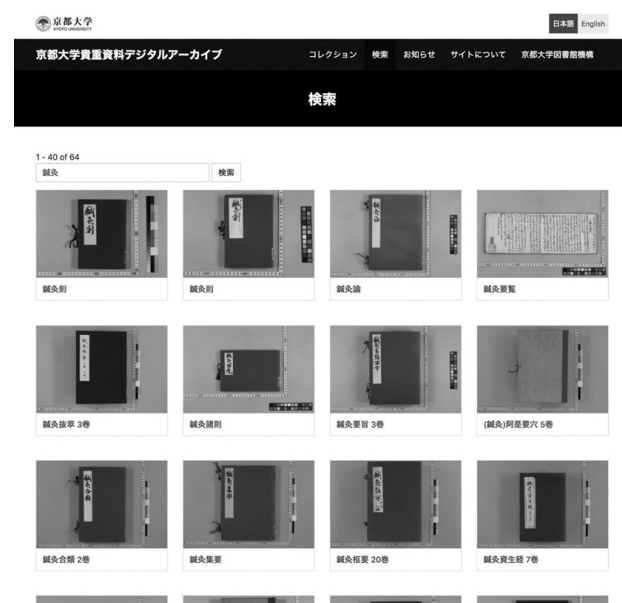 京都大学
KYOTO UNIVERSITY
日本語 English
京都大学貴重資料デジタルアーカイブ
コレクション 検索 お知らせ サイトについて 京都大学図書館機構
検索
1 - 40 of 64
鍼灸 検索
鍼灸則 鍼灸則 鍼灸論 鍼灸要覧
鍼灸抜萃 3巻 鍼灸諸則 鍼灸要旨 3巻 (鍼灸)阿是要穴 5巻
鍼灸合類 2巻 鍼灸集要 鍼灸枢要 20巻 鍼灸資生経 7巻